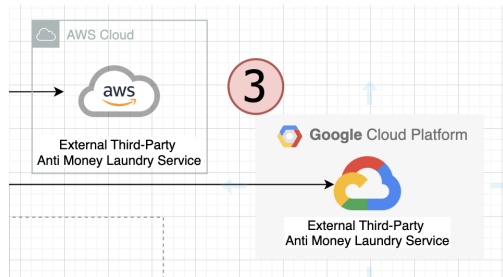 AWS Cloud
aws
External Third-Party
Anti Money Laundry Service
3
Google Cloud Platform
External Third-Party
Anti Money Laundry Service